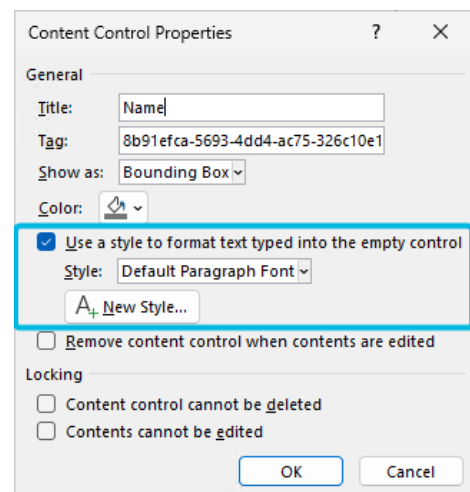 Content Control Properties ?
General
Title: Name
Tag: 8b91efca-5693-4dd4-ac75-326c10e1
Show as: Bounding Box
Color:
Use a style to format text typed into the empty control
Style: Default Paragraph Font
A+ New Style...
Remove content control when contents are edited
Locking
Content control cannot be deleted
Contents cannot be edited
OK Cancel